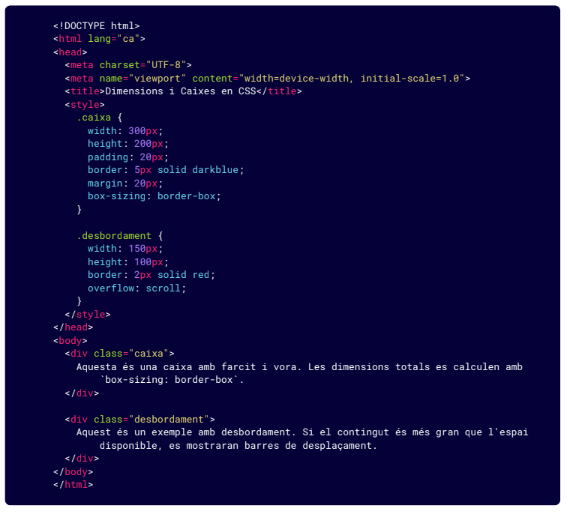 <!DOCTYPE html>
<html lang="ca">
<head>
  <meta charset="UTF-8">
  <meta name="viewport" content="width=device-width, initial-scale=1.0">
  <title>Dimensions i Caixes en CSS</title>
  <style>
    .caixa {
      width: 300px;
      height: 200px;
      padding: 20px;
      border: 5px solid darkblue;
      margin: 20px;
      box-sizing: border-box;
    }

    .desbordament {
      width: 150px;
      height: 100px;
      border: 2px solid red;
      overflow: scroll;
    }
  </style>
</head>
<body>
  <div class="caixa">
    Aquesta és una caixa amb farcit i vora. Les dimensions totals es calculen amb
        `box-sizing: border-box`.
  </div>

  <div class="desbordament">
    Aquest és un exemple amb desbordament. Si el contingut és més gran que l'espai
        disponible, es mostraran barres de desplaçament.
  </div>
</body>
</html>